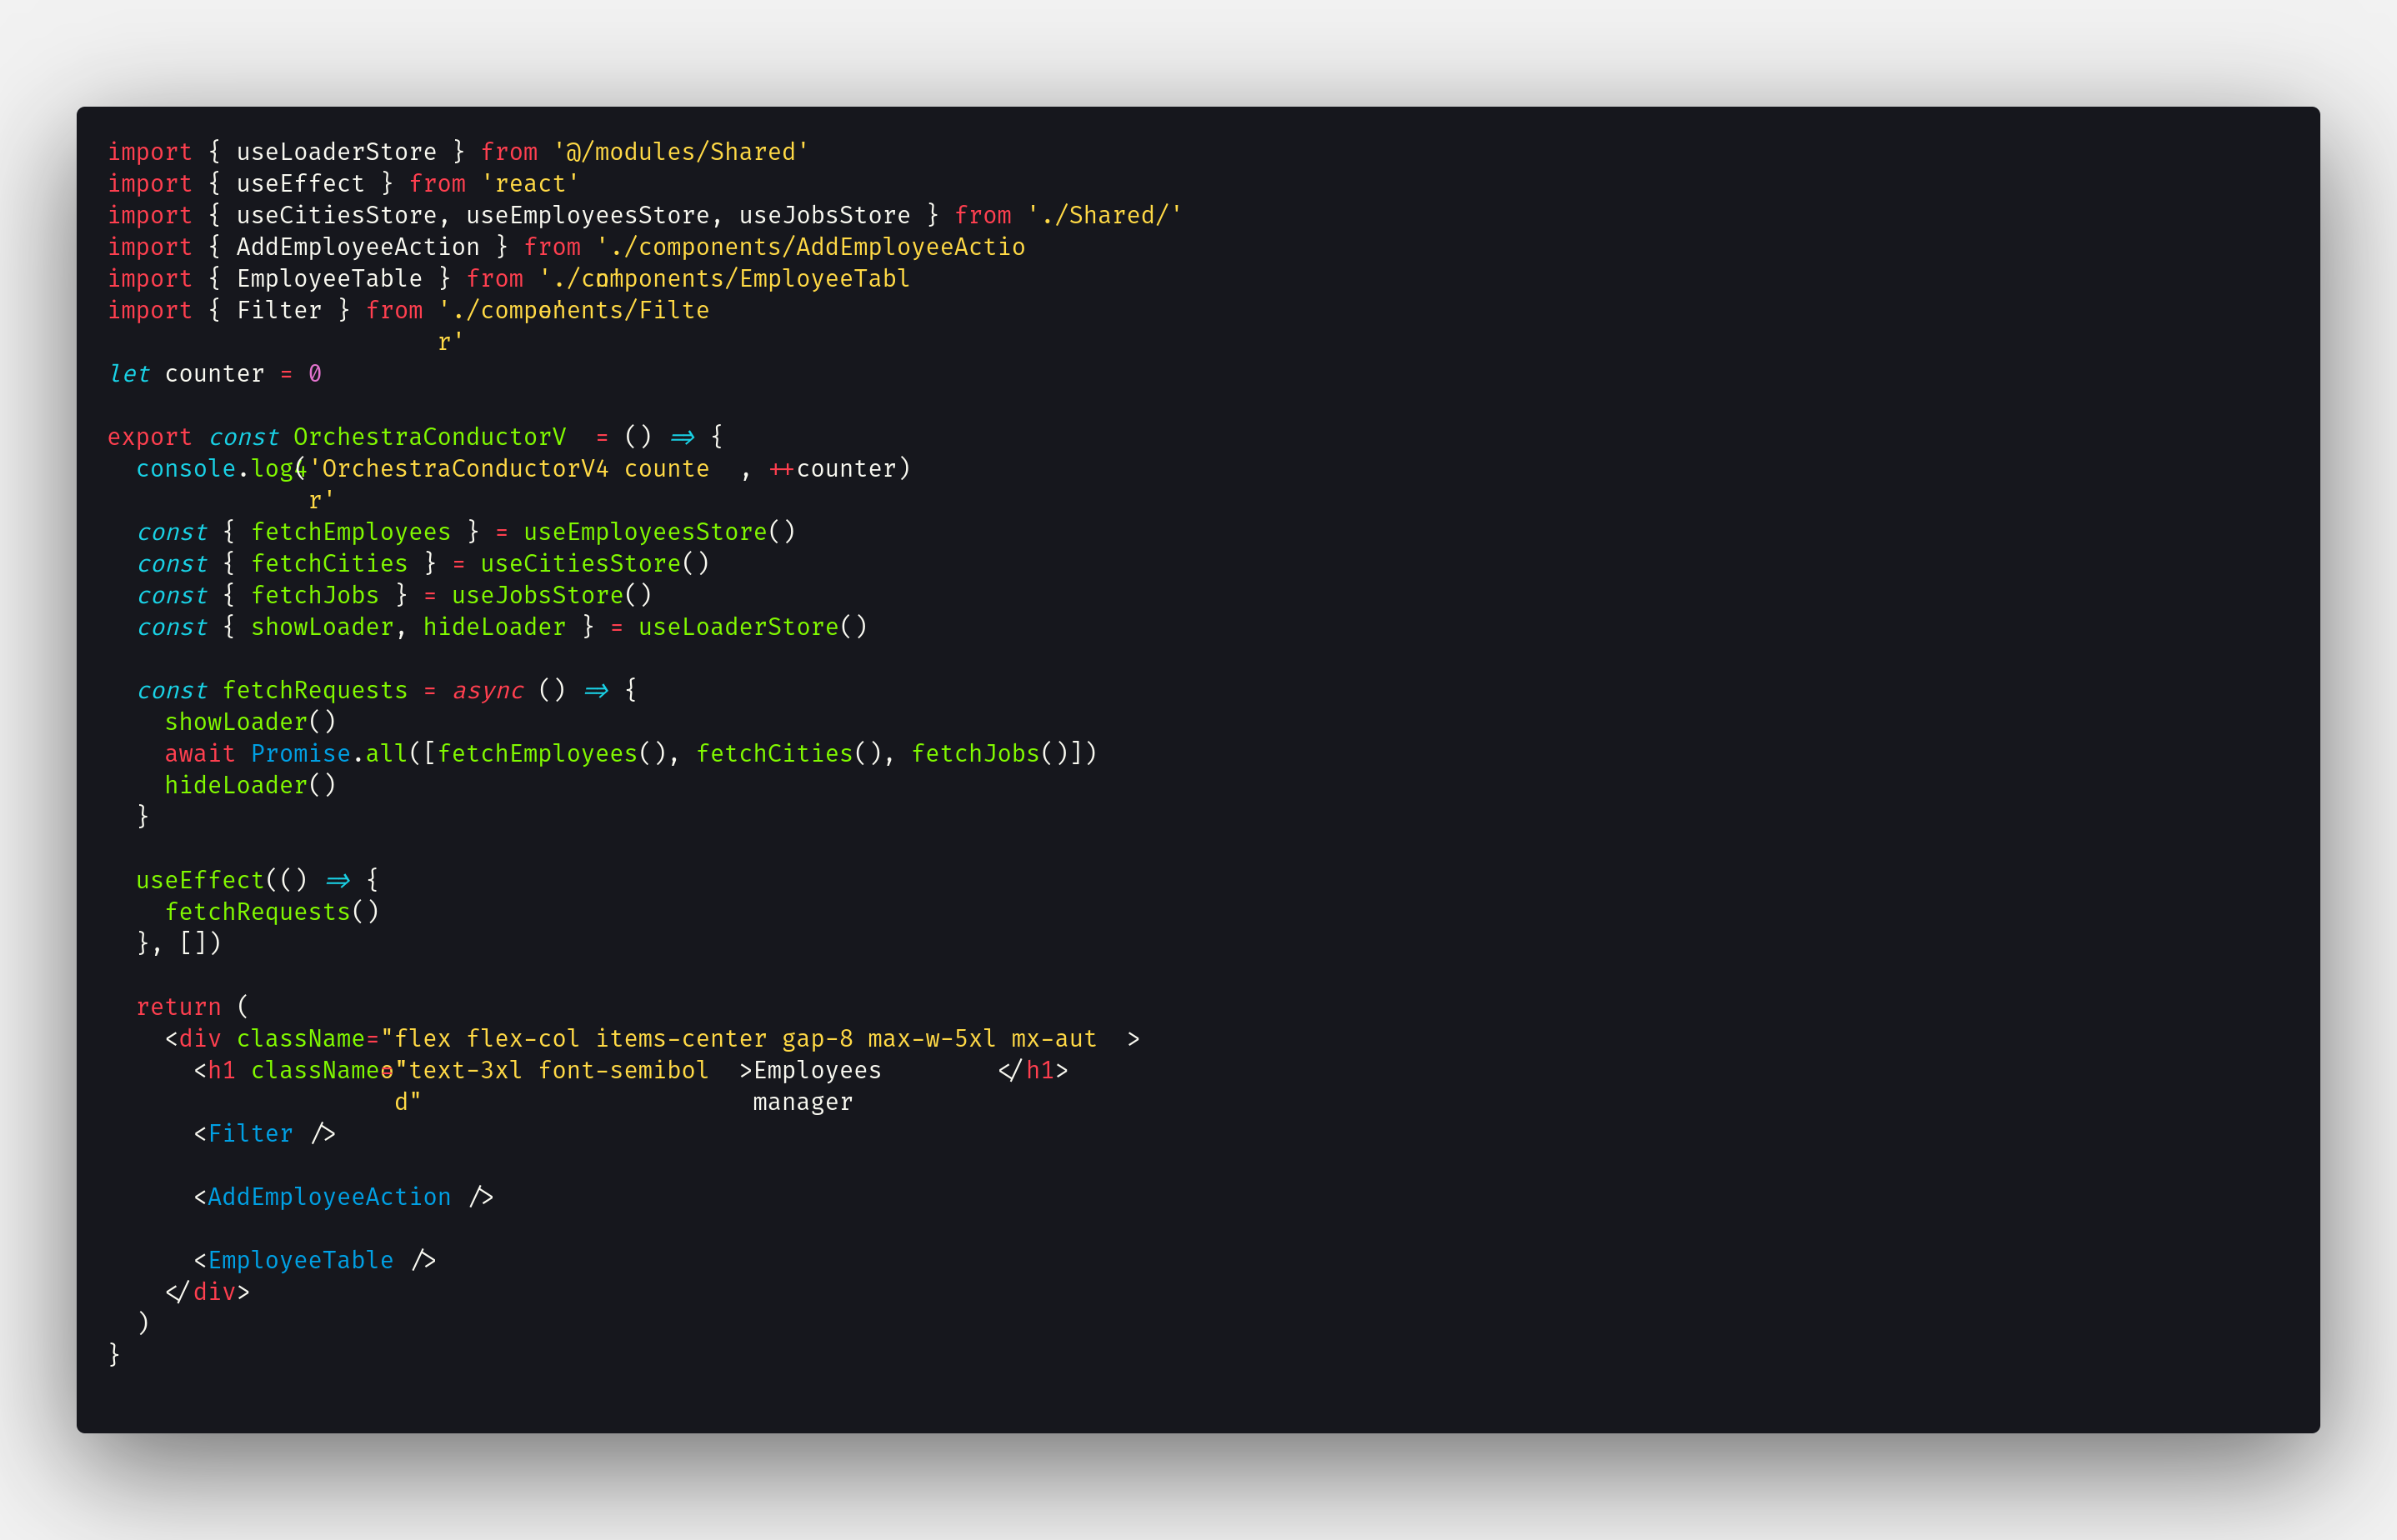 import { useLoaderStore } from '@/modules/Shared'
import { useEffect } from 'react'
import { useCitiesStore, useEmployeesStore, useJobsStore } from './Shared/'
import { AddEmployeeAction } from './components/AddEmployeeActio
n'
import { EmployeeTable } from './components/EmployeeTabl
e'
import { Filter } from './components/Filte
r'
let counter = 0
export const OrchestraConductorV = () => {
4
console.log('OrchestraConductorV4 counte , ++counter)
r'
const { fetchEmployees } = useEmployeesStore()
const { fetchCities } = useCitiesStore()
const { fetchJobs } = useJobsStore()
const { showLoader, hideLoader } = useLoaderStore()
const fetchRequests = async () => {
showLoader()
await Promise.all([fetchEmployees(), fetchCities(), fetchJobs()])
hideLoader()
}
useEffect(() => {
fetchRequests()
}, [])
return (
<div className="flex flex-col items-center gap-8 max-w-5xl mx-aut >
o"
<h1 className="text-3xl font-semibol >Employees </h1>
d" manager
<Filter />
<AddEmployeeAction />
<EmployeeTable />
</div>
)
}